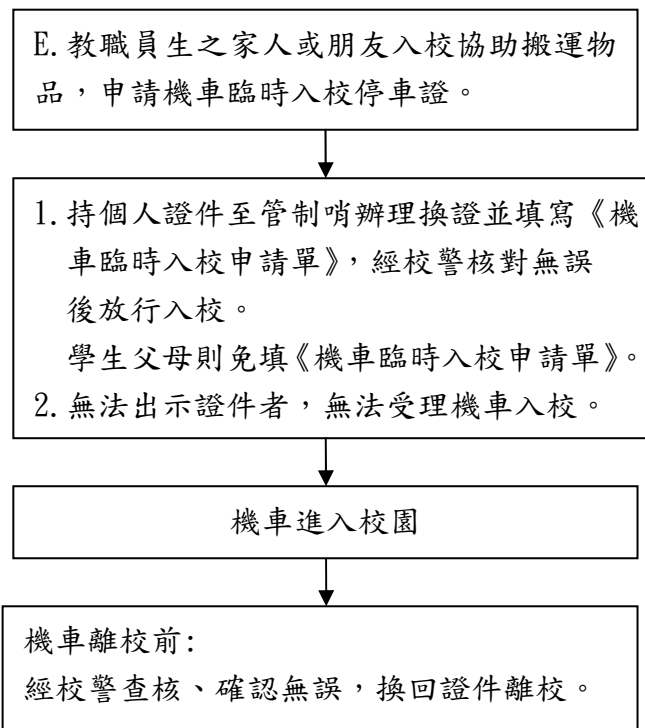 E.教職員生之家人或朋友入校協助搬運物
品，申請機車臨時入校停車證。
1.持個人證件至管制哨辦理換證並填寫《機
車臨時入校申請單》，經校警核對無誤
後放行入校。
學生父母則免填《機車臨時入校申請單》。
2.無法出示證件者，無法受理機車入校。
機車進入校園
機車離校前:
經校警查核、確認無誤，換回證件離校。